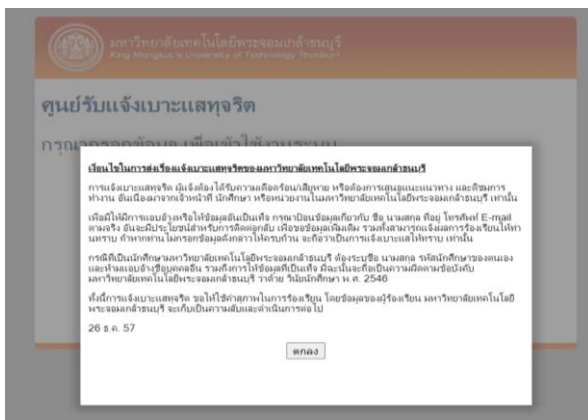 มหาวิทยาลัยเทคโนโลยีพระจอมเกล้าธนบุรี
King Mongkut's University of Technology Thonburi
ศูนย์รับแจ้งเบาะแสทุจริต
กรุณากรอกข้อมูล เพื่อเข้าใช้งานระบบ
เงื่อนไขในการส่งเรื่องแจ้งเบาะแสทุจริตของมหาวิทยาลัยเทคโนโลยีพระจอมเกล้าธนบุรี
การแจ้งเบาะแสทุจริต ผู้แจ้งต้องได้รับความเดือดร้อน/เสียหาย หรือต้องการเสนอแนะแนวทาง และติชมการ
ทำงาน อันเนื่องมาจากเจ้าหน้าที่ นักศึกษา หรือหน่วยงานในมหาวิทยาลัยเทคโนโลยีพระจอมเกล้าธนบุรี เท่านั้น
เพื่อมิให้มีการแอบอ้างหรือให้ข้อมูลอันเป็นเท็จ กรุณาป้อนข้อมูลเกี่ยวกับ ชื่อ นามสกุล ที่อยู่ โทรศัพท์ E-mail
ตามจริง อันจะมีประโยชน์สำหรับการติดต่อกลับ เพื่อขอข้อมูลเพิ่มเติม รวมทั้งสามารถแจ้งผลการร้องเรียนให้ท่า
นทราบ ถ้าหากท่านไม่กรอกข้อมูลดังกล่าวให้ครบถ้วน จะถือว่าเป็นการแจ้งเบาะแสให้ทราบ เท่านั้น
กรณีที่เป็นนักศึกษามหาวิทยาลัยเทคโนโลยีพระจอมเกล้าธนบุรี ต้องระบุชื่อ นามสกุล รหัสนักศึกษาของตนเอง
และห้ามแอบอ้างชื่อบุคคลอื่น รวมถึงการให้ข้อมูลที่เป็นเท็จ มิฉะนั้นจะถือเป็นความผิดตามข้อบังคับ
มหาวิทยาลัยเทคโนโลยีพระจอมเกล้าธนบุรี ว่าด้วย วินัยนักศึกษา พ.ศ. 2546
ทั้งนี้การแจ้งเบาะแสทุจริต ขอให้ใช้คำสุภาพในการร้องเรียน โดยข้อมูลของผู้ร้องเรียน มหาวิทยาลัยเทคโนโลยี
พระจอมเกล้าธนบุรี จะเก็บเป็นความลับและดำเนินการต่อไป
26 ธ.ค. 57
ตกลง